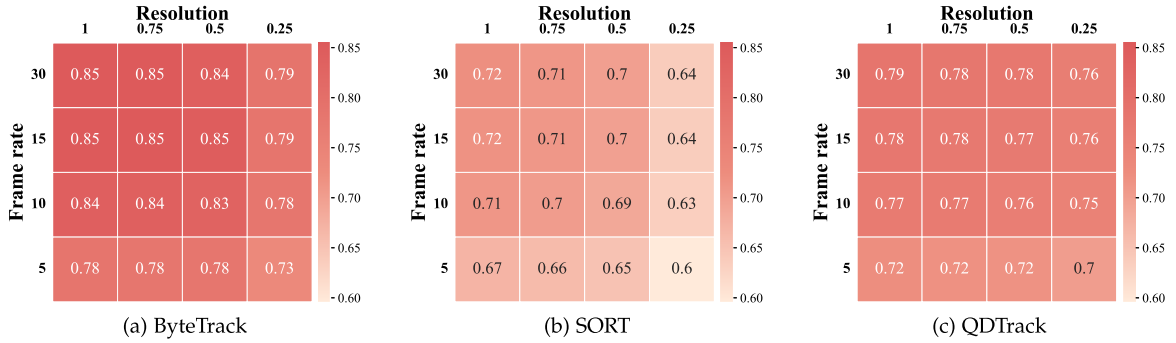 Resolution
1 0.75 0.5 0.25
Frame rate
30 0.85 0.85 0.84 0.79
15 0.85 0.85 0.85 0.79
10 0.84 0.84 0.83 0.78
5 0.78 0.78 0.78 0.73
0.85
0.80
0.75
0.70
0.65
0.60
(a) ByteTrack
Resolution
1 0.75 0.5 0.25
Frame rate
30 0.72 0.71 0.7 0.64
15 0.72 0.71 0.7 0.64
10 0.71 0.7 0.69 0.63
5 0.67 0.66 0.65 0.6
0.85
0.80
0.75
0.70
0.65
0.60
(b) SORT
Resolution
1 0.75 0.5 0.25
Frame rate
30 0.79 0.78 0.78 0.76
15 0.78 0.78 0.77 0.76
10 0.77 0.77 0.76 0.75
5 0.72 0.72 0.72 0.7
0.85
0.80
0.75
0.70
0.65
0.60
(c) QDTrack